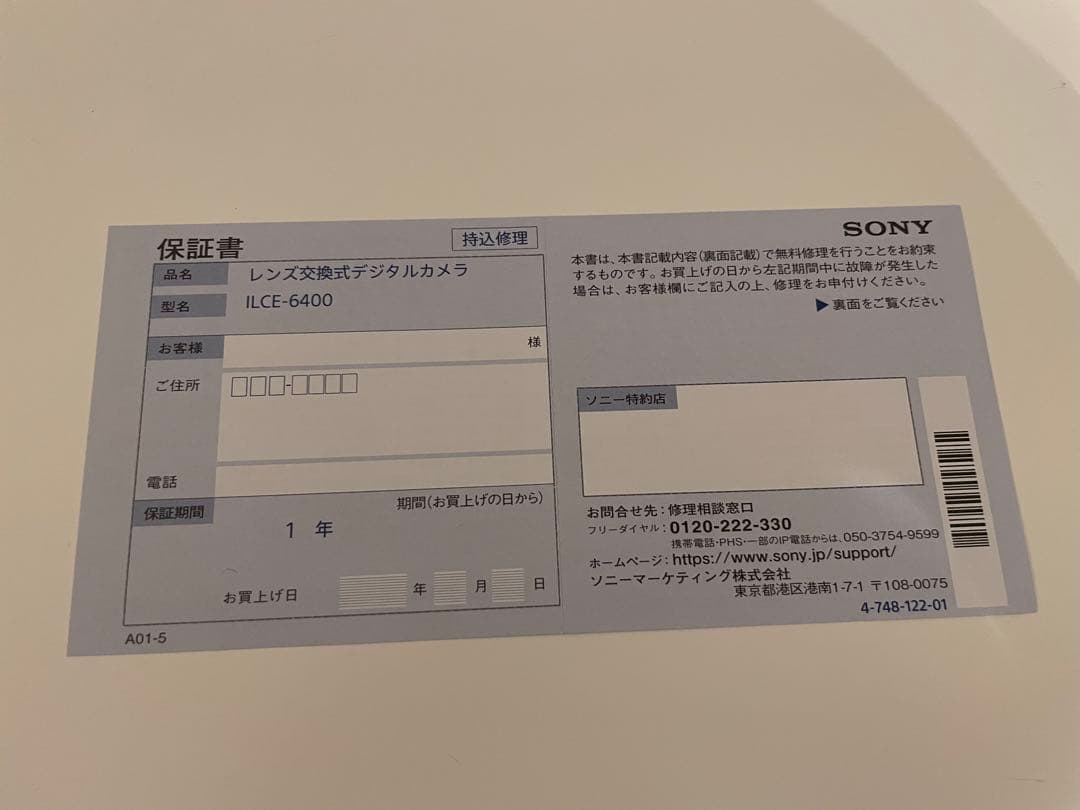 保証書
持込修理
品名 レンズ交換式デジタルカメラ
型名 ILCE-6400
お客様 様
ご住所
電話
保証期間 期間(お買上げの日から)
1 年
お買上げ日 年 月 日
A01-5
SONY
本書は、本書記載内容(裏面記載)で無料修理を行うことをお約束
するものです。お買上げの日から左記期間中に故障が発生した
場合は、お客様欄にご記入の上、修理をお申付けください。
▶裏面をご覧ください
ソニー特約店
お問合せ先:修理相談窓口
フリーダイヤル:0120-222-330
携帯電話・PHS・一部のIP電話からは、050-3754-9599
ホームページ:https://www.sony.jp/support/
ソニーマーケティング株式会社
東京都港区港南1-7-1 〒108-0075
4-748-122-01